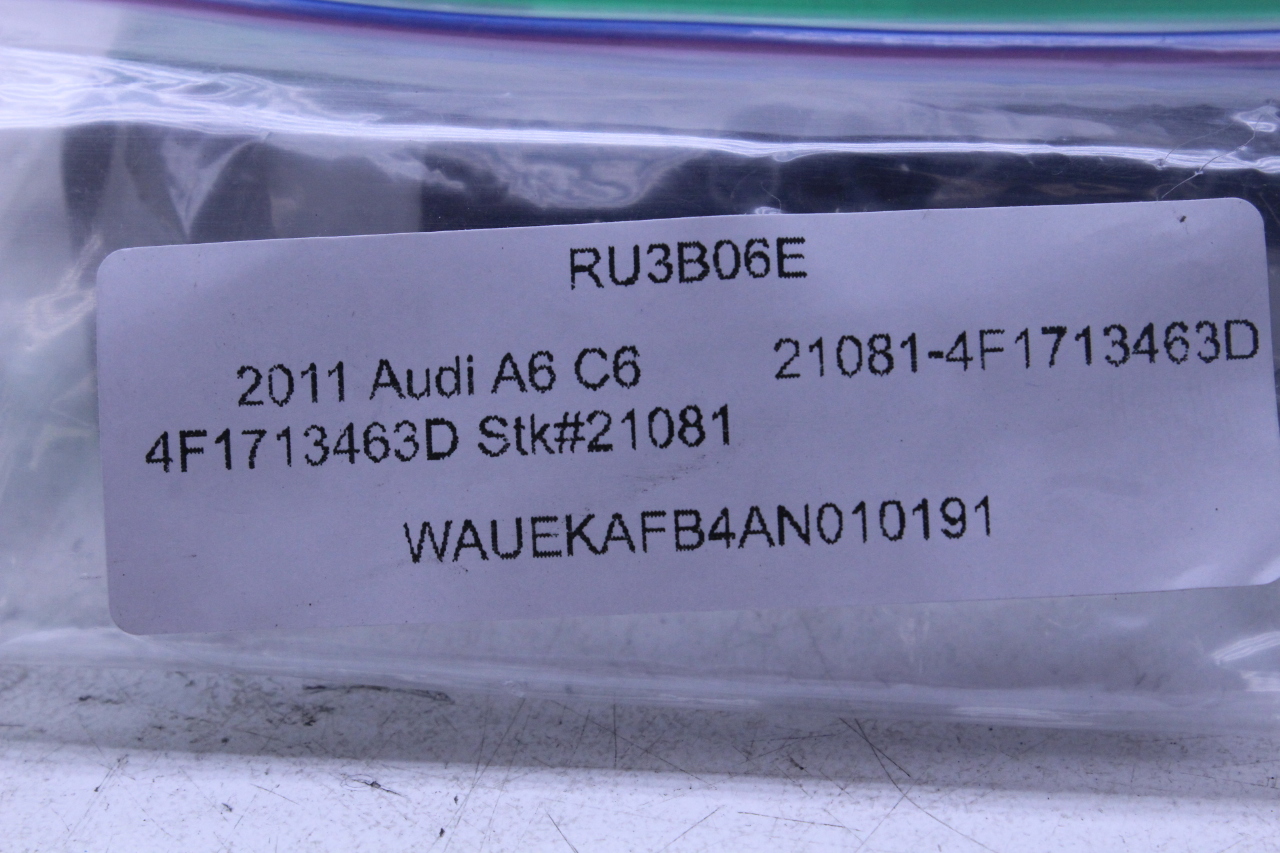 RU3B06E
2011 Audi A6 C6 21081-4F1713463D
4F1713463D Stk#21081
WAUEKAFB4AN010191